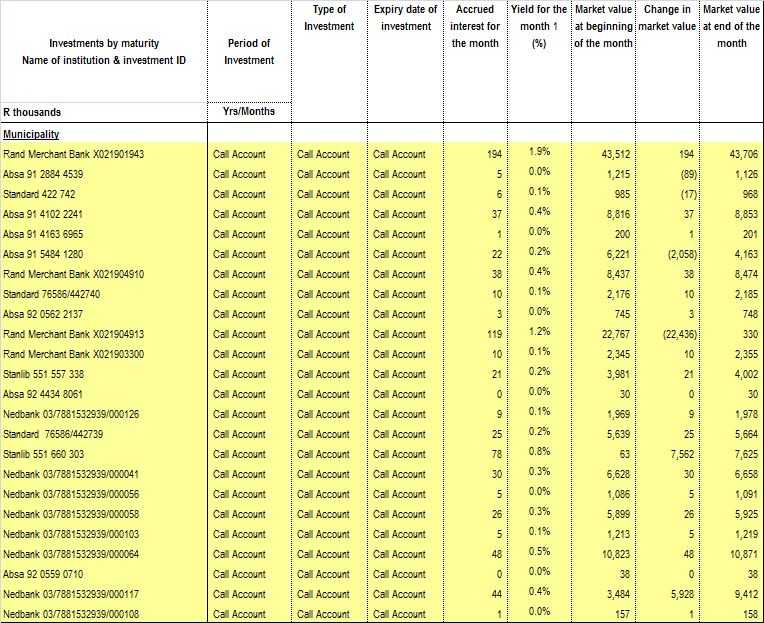 Investments by maturity
Name of institution & investment ID
Period of
Investment
Type of
Investment
Expiry date of
investment
Accrued
interest for
the month
Yield for the
month 1
(%)
Market value
at beginning
of the month
Change in
market value
Market value
at end of the
month
R thousands Yrs/Months
Municipality
Rand Merchant Bank X021901943 Call Account Call Account Call Account 194 1.9% 43,512 194 43,706
Absa 91 2884 4539 Call Account Call Account Call Account 5 0.0% 1,215 (89) 1,126
Standard 422 742 Call Account Call Account Call Account 6 0.1% 985 (17) 968
Absa 91 4102 2241 Call Account Call Account Call Account 37 0.4% 8,816 37 8,853
Absa 91 4163 6965 Call Account Call Account Call Account 1 0.0% 200 1 201
Absa 91 5484 1280 Call Account Call Account Call Account 22 0.2% 6,221 (2,058) 4,163
Rand Merchant Bank X021904910 Call Account Call Account Call Account 38 0.4% 8,437 38 8,474
Standard 76586/442740 Call Account Call Account Call Account 10 0.1% 2,176 10 2,185
Absa 92 0562 2137 Call Account Call Account Call Account 3 0.0% 745 3 748
Rand Merchant Bank X021904913 Call Account Call Account Call Account 119 1.2% 22,767 (22,436) 330
Rand Merchant Bank X021903300 Call Account Call Account Call Account 10 0.1% 2,345 10 2,355
Stanlib 551 557 338 Call Account Call Account Call Account 21 0.2% 3,981 21 4,002
Absa 92 4434 8061 Call Account Call Account Call Account 0 0.0% 30 0 30
Nedbank 03/7881532939/000126 Call Account Call Account Call Account 9 0.1% 1,969 9 1,978
Standard 76586/442739 Call Account Call Account Call Account 25 0.2% 5,639 25 5,664
Stanlib 551 660 303 Call Account Call Account Call Account 78 0.8% 63 7,562 7,625
Nedbank 03/7881532939/000041 Call Account Call Account Call Account 30 0.3% 6,628 30 6,658
Nedbank 03/7881532939/000056 Call Account Call Account Call Account 5 0.0% 1,086 5 1,091
Nedbank 03/7881532939/000058 Call Account Call Account Call Account 26 0.3% 5,899 26 5,925
Nedbank 03/7881532939/000103 Call Account Call Account Call Account 5 0.1% 1,213 5 1,219
Nedbank 03/7881532939/000064 Call Account Call Account Call Account 48 0.5% 10,823 48 10,871
Absa 92 0559 0710 Call Account Call Account Call Account 0 0.0% 38 0 38
Nedbank 03/7881532939/000117 Call Account Call Account Call Account 44 0.4% 3,484 5,928 9,412
Nedbank 03/7881532939/000108 Call Account Call Account Call Account 1 0.0% 157 1 158